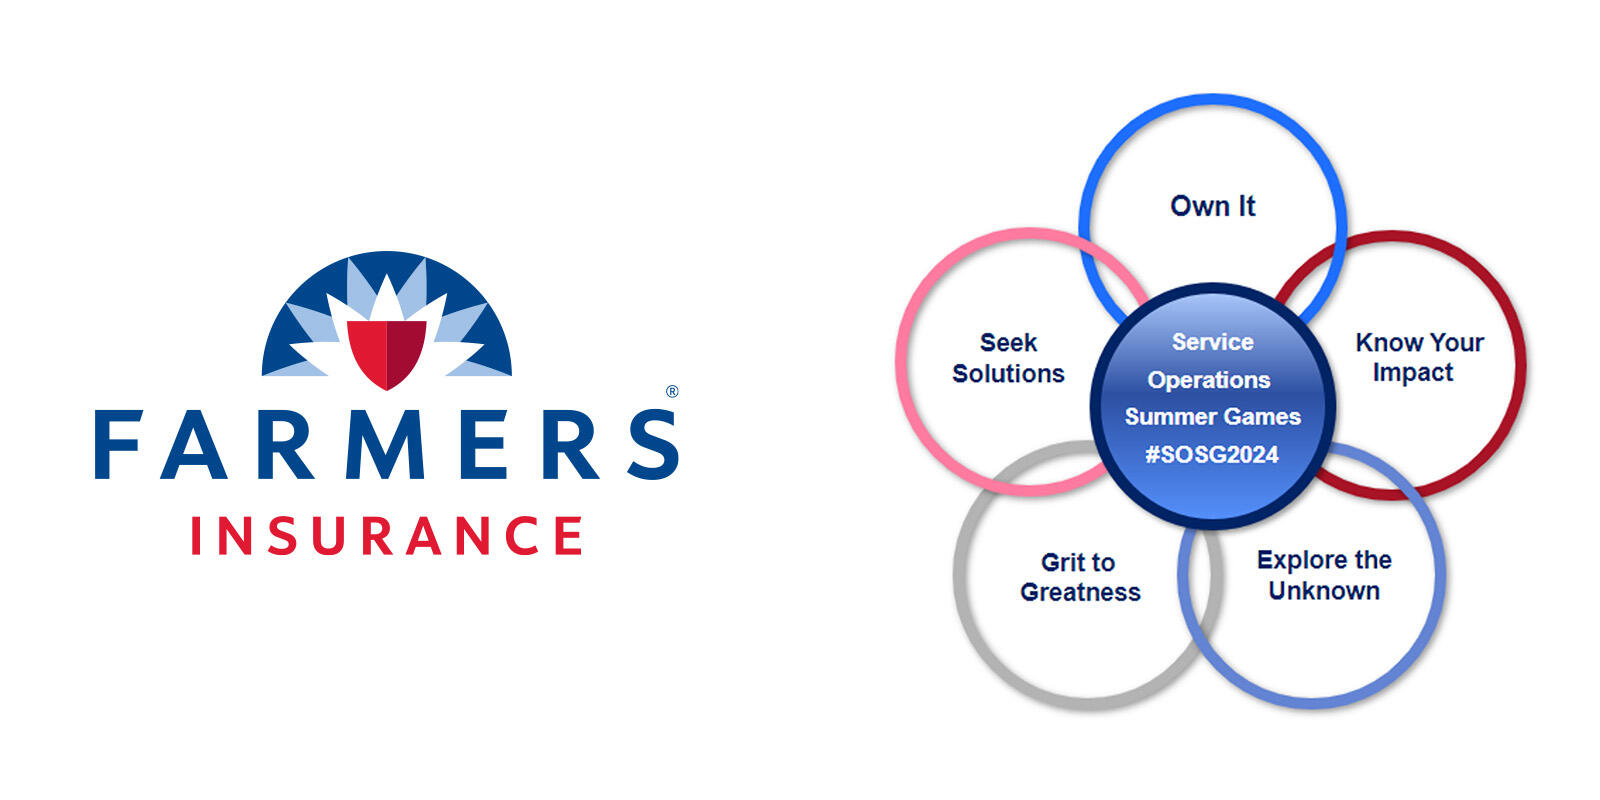 FARMERS®
INSURANCE
Own It
Seek
Solutions
Service
Operations
Summer Games
#SOSG2024
Know Your
Impact
Grit to
Greatness
Explore the
Unknown